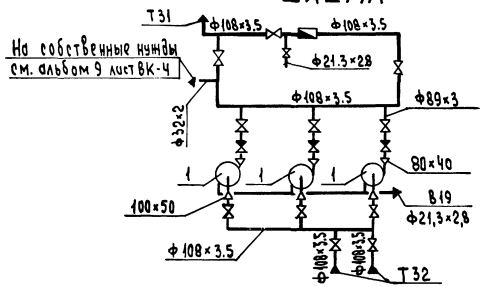 Т31
ф108×3.5
ф108×3.5
На собственные нужды
см. альбом 9 лист ВК-4
ф21.3×2.8
ф32×2
ф108×3.5
ф89×3
1
1
1
80×40
100×50
В19
ф21,3×2,8
ф108×3.5
ф108×3.5
ф108×3.5
Т32